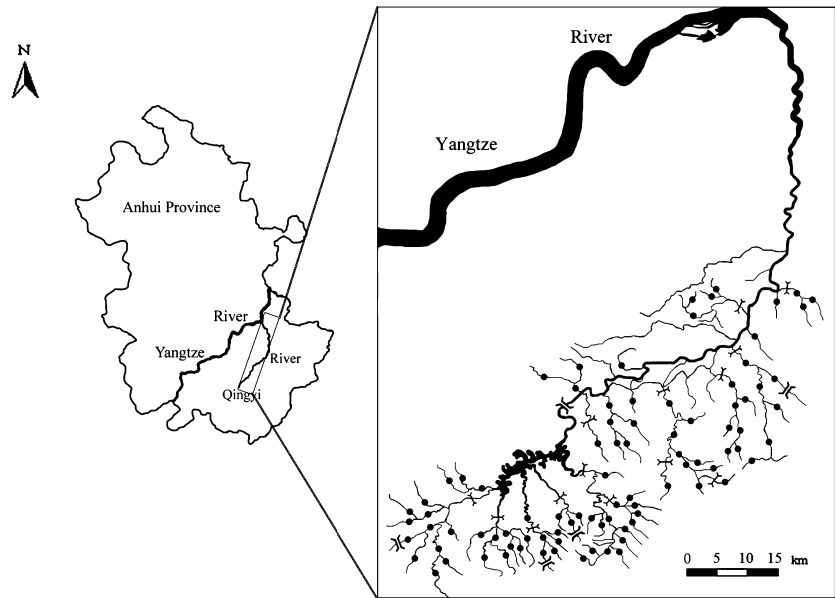 N
Anhui Province
River
Yangtze
River
Qingyi
River
Yangtze
0 5 10 15 km